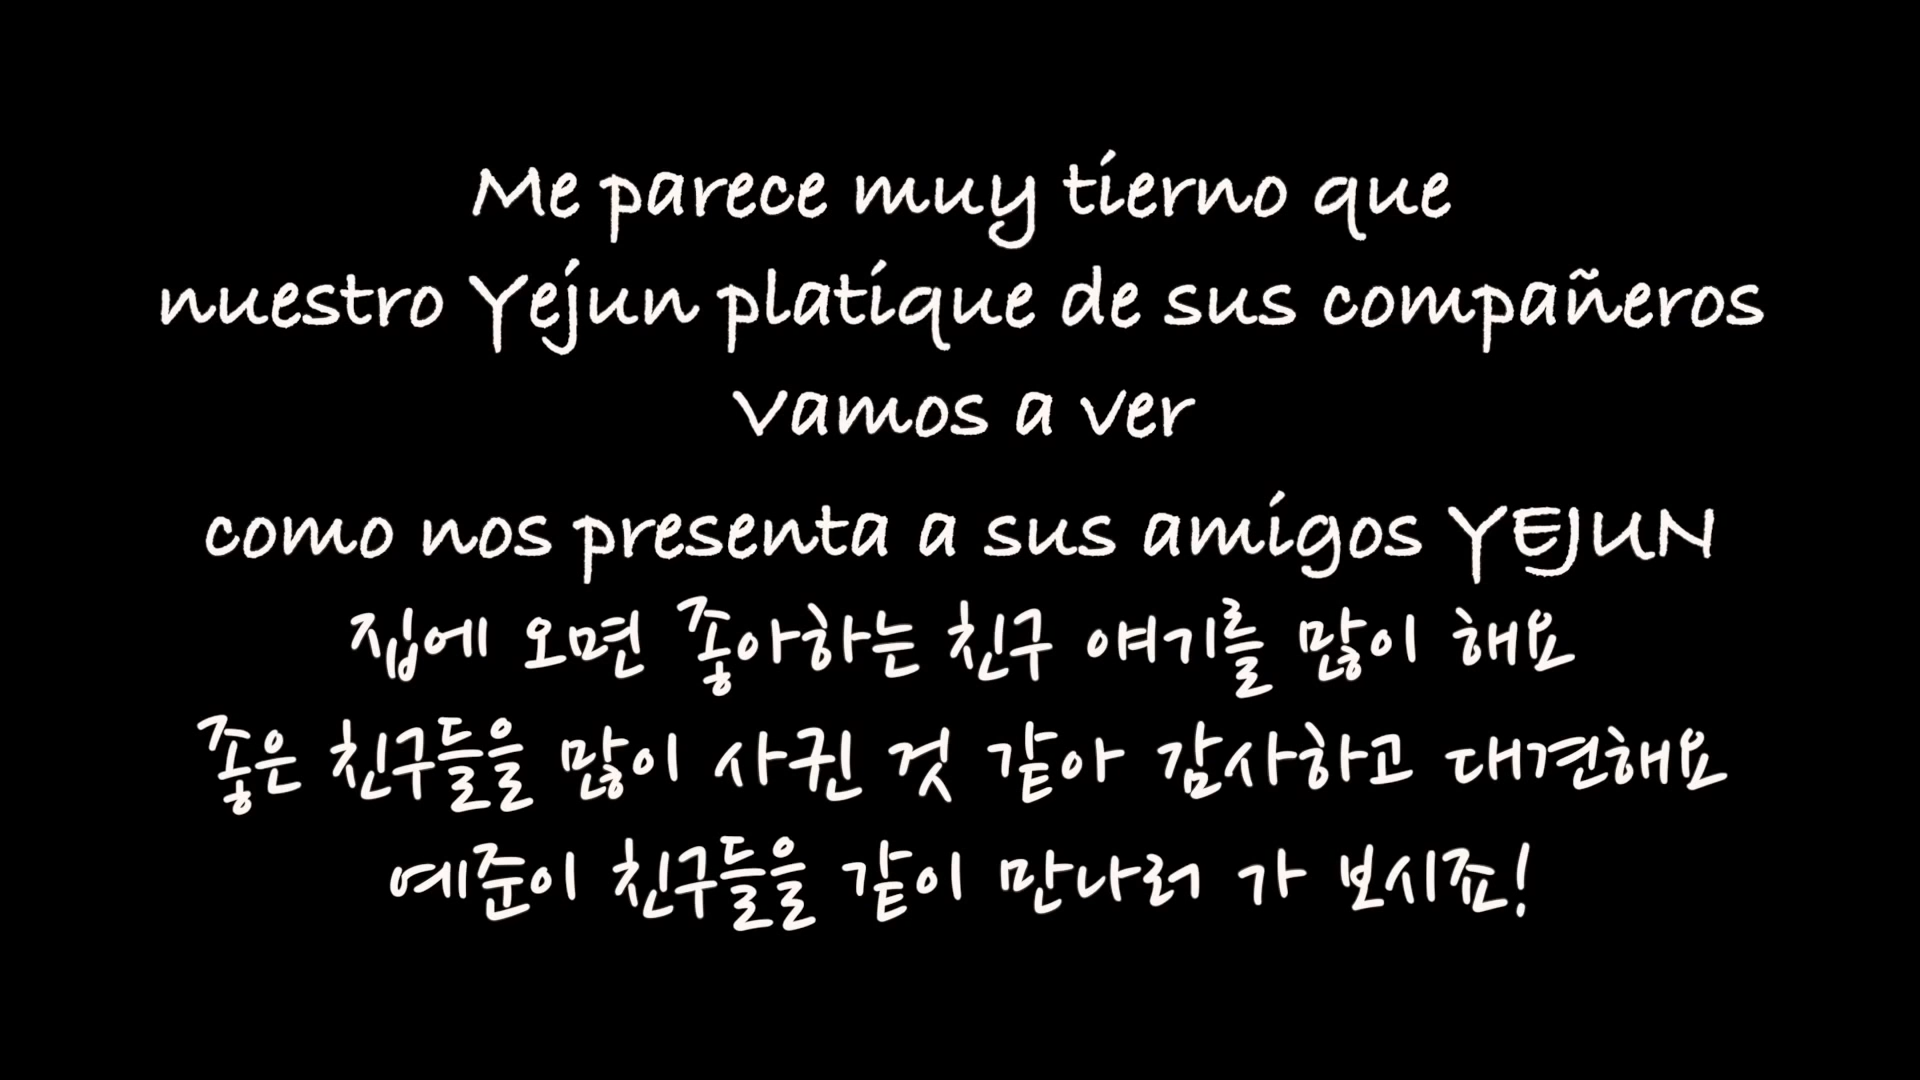 Me parece muy tierno que
nuestro Yejun platique de sus compañeros
Vamos a ver
como nos presenta a sus amigos YEJUN
집에 오면 좋아하는 친구 얘기를 많이 해요
좋은 친구들을 많이 사귄 것 같아 감사하고 대견해요
예준이 친구들을 같이 만나러 가 보시죠!